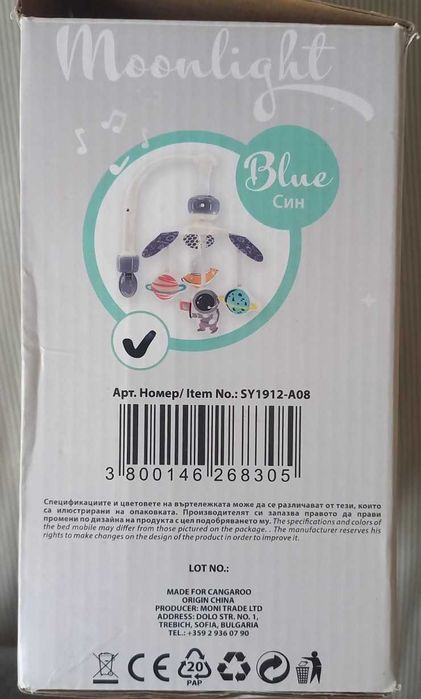 Moonlight
Blue
Син
Арт. Номер/ Item No.: SY1912-A08
3 800146 268305
Спецификациите и цветовете на въртележката може да се различават от тези, които
са илюстрирани на опаковката. Производителят си запазва правото да прави
промени по дизайна на продукта с цел подобряването му. The specifications and colors of
the bed mobile may differ from those pictured on the package. . The manufacturer reserves his
rights to make changes on the design of the product in order to improve it.
LOT NO.:
MADE FOR CANGAROO
ORIGIN CHINA
PRODUCER: MONI TRADE LTD
ADDRESS: DOLO STR. NO. 1,
TREBICH, SOFIA, BULGARIA
TEL.: +359 2 936 07 90
CE
20
PAP